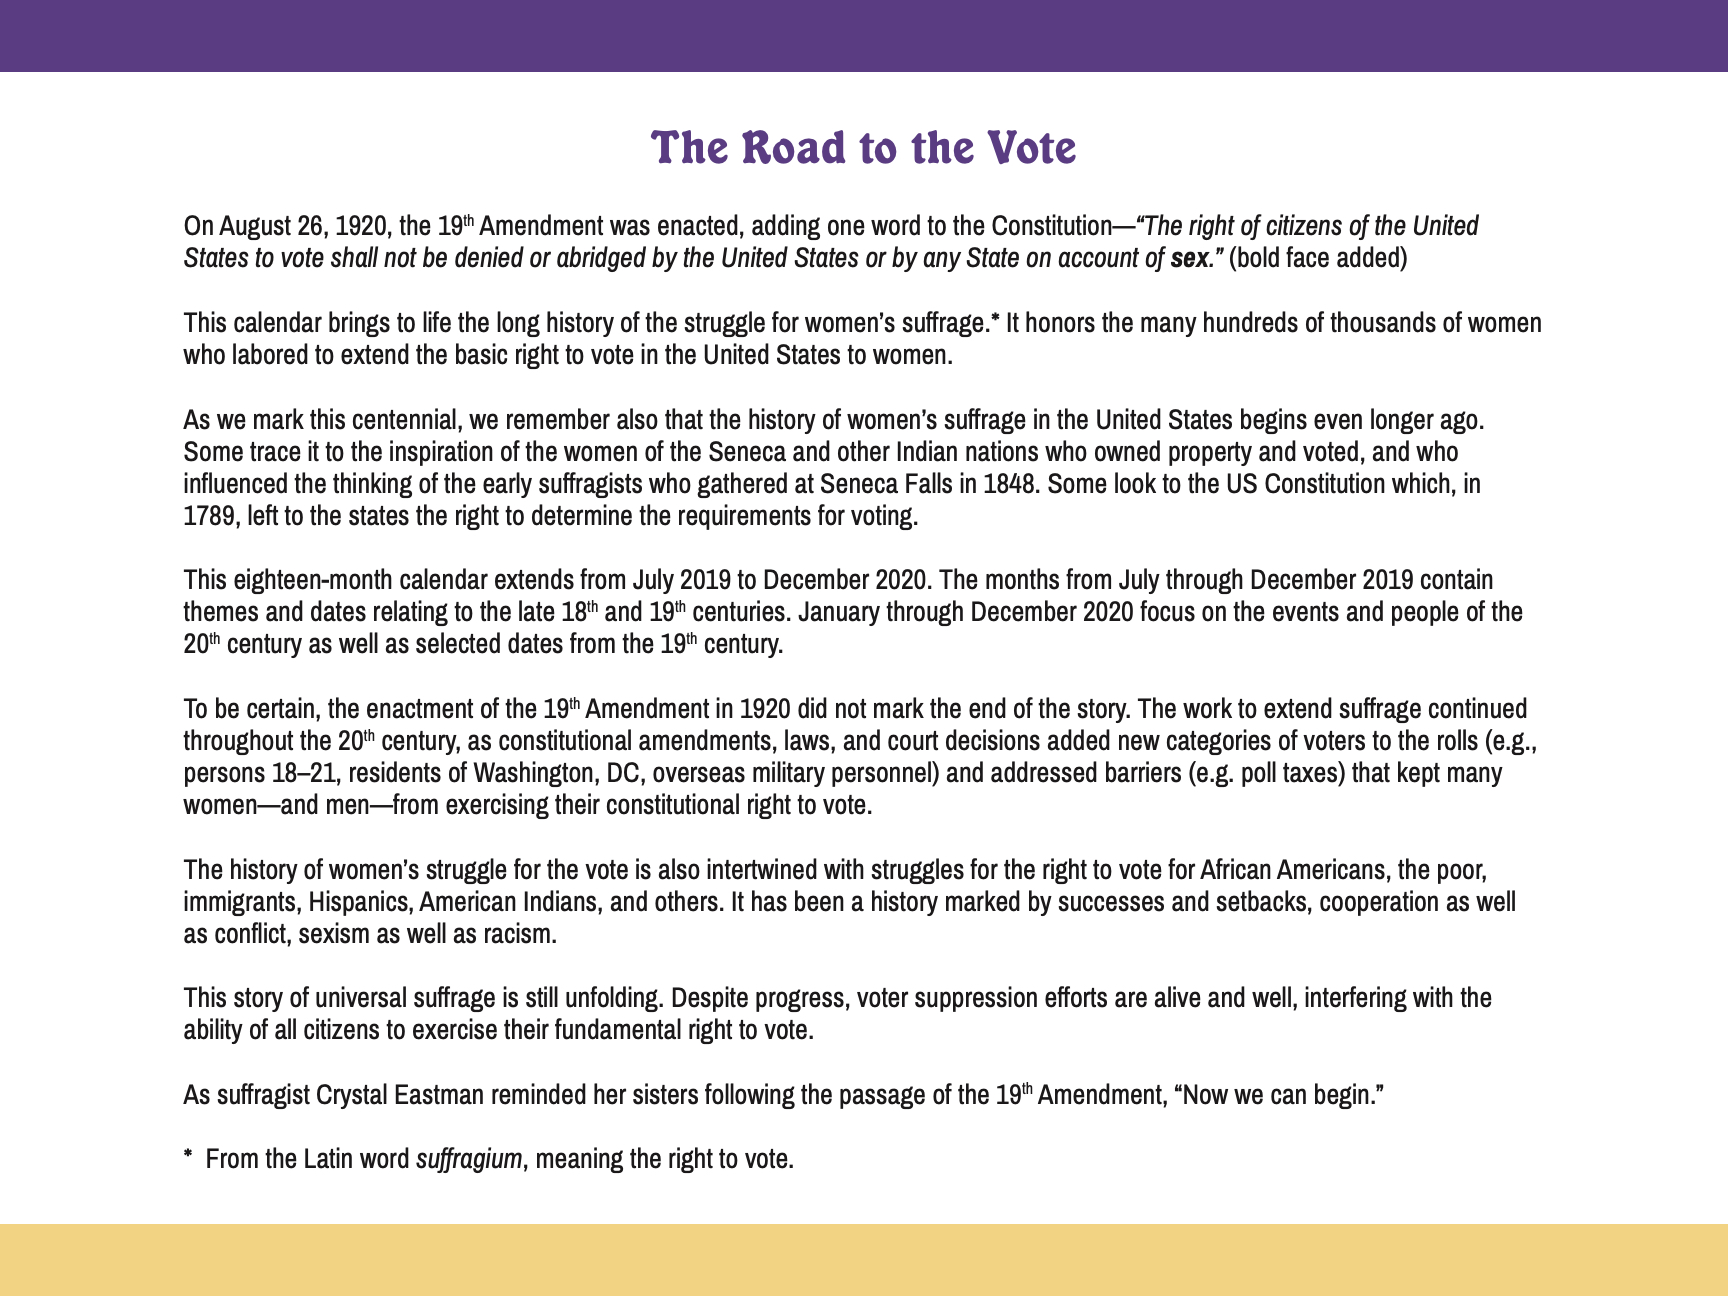 The Road to the Vote
On August 26, 1920, the 19th Amendment was enacted, adding one word to the Constitution—“The right of citizens of the United
States to vote shall not be denied or abridged by the United States or by any State on account of sex.” (bold face added)
This calendar brings to life the long history of the struggle for women’s suffrage.* It honors the many hundreds of thousands of women
who labored to extend the basic right to vote in the United States to women.
As we mark this centennial, we remember also that the history of women’s suffrage in the United States begins even longer ago.
Some trace it to the inspiration of the women of the Seneca and other Indian nations who owned property and voted, and who
influenced the thinking of the early suffragists who gathered at Seneca Falls in 1848. Some look to the US Constitution which, in
1789, left to the states the right to determine the requirements for voting.
This eighteen-month calendar extends from July 2019 to December 2020. The months from July through December 2019 contain
themes and dates relating to the late 18th and 19th centuries. January through December 2020 focus on the events and people of the
20th century as well as selected dates from the 19th century.
To be certain, the enactment of the 19th Amendment in 1920 did not mark the end of the story. The work to extend suffrage continued
throughout the 20th century, as constitutional amendments, laws, and court decisions added new categories of voters to the rolls (e.g.,
persons 18–21, residents of Washington, DC, overseas military personnel) and addressed barriers (e.g. poll taxes) that kept many
women—and men—from exercising their constitutional right to vote.
The history of women’s struggle for the vote is also intertwined with struggles for the right to vote for African Americans, the poor,
immigrants, Hispanics, American Indians, and others. It has been a history marked by successes and setbacks, cooperation as well
as conflict, sexism as well as racism.
This story of universal suffrage is still unfolding. Despite progress, voter suppression efforts are alive and well, interfering with the
ability of all citizens to exercise their fundamental right to vote.
As suffragist Crystal Eastman reminded her sisters following the passage of the 19th Amendment, “Now we can begin.”
* From the Latin word suffragium, meaning the right to vote.